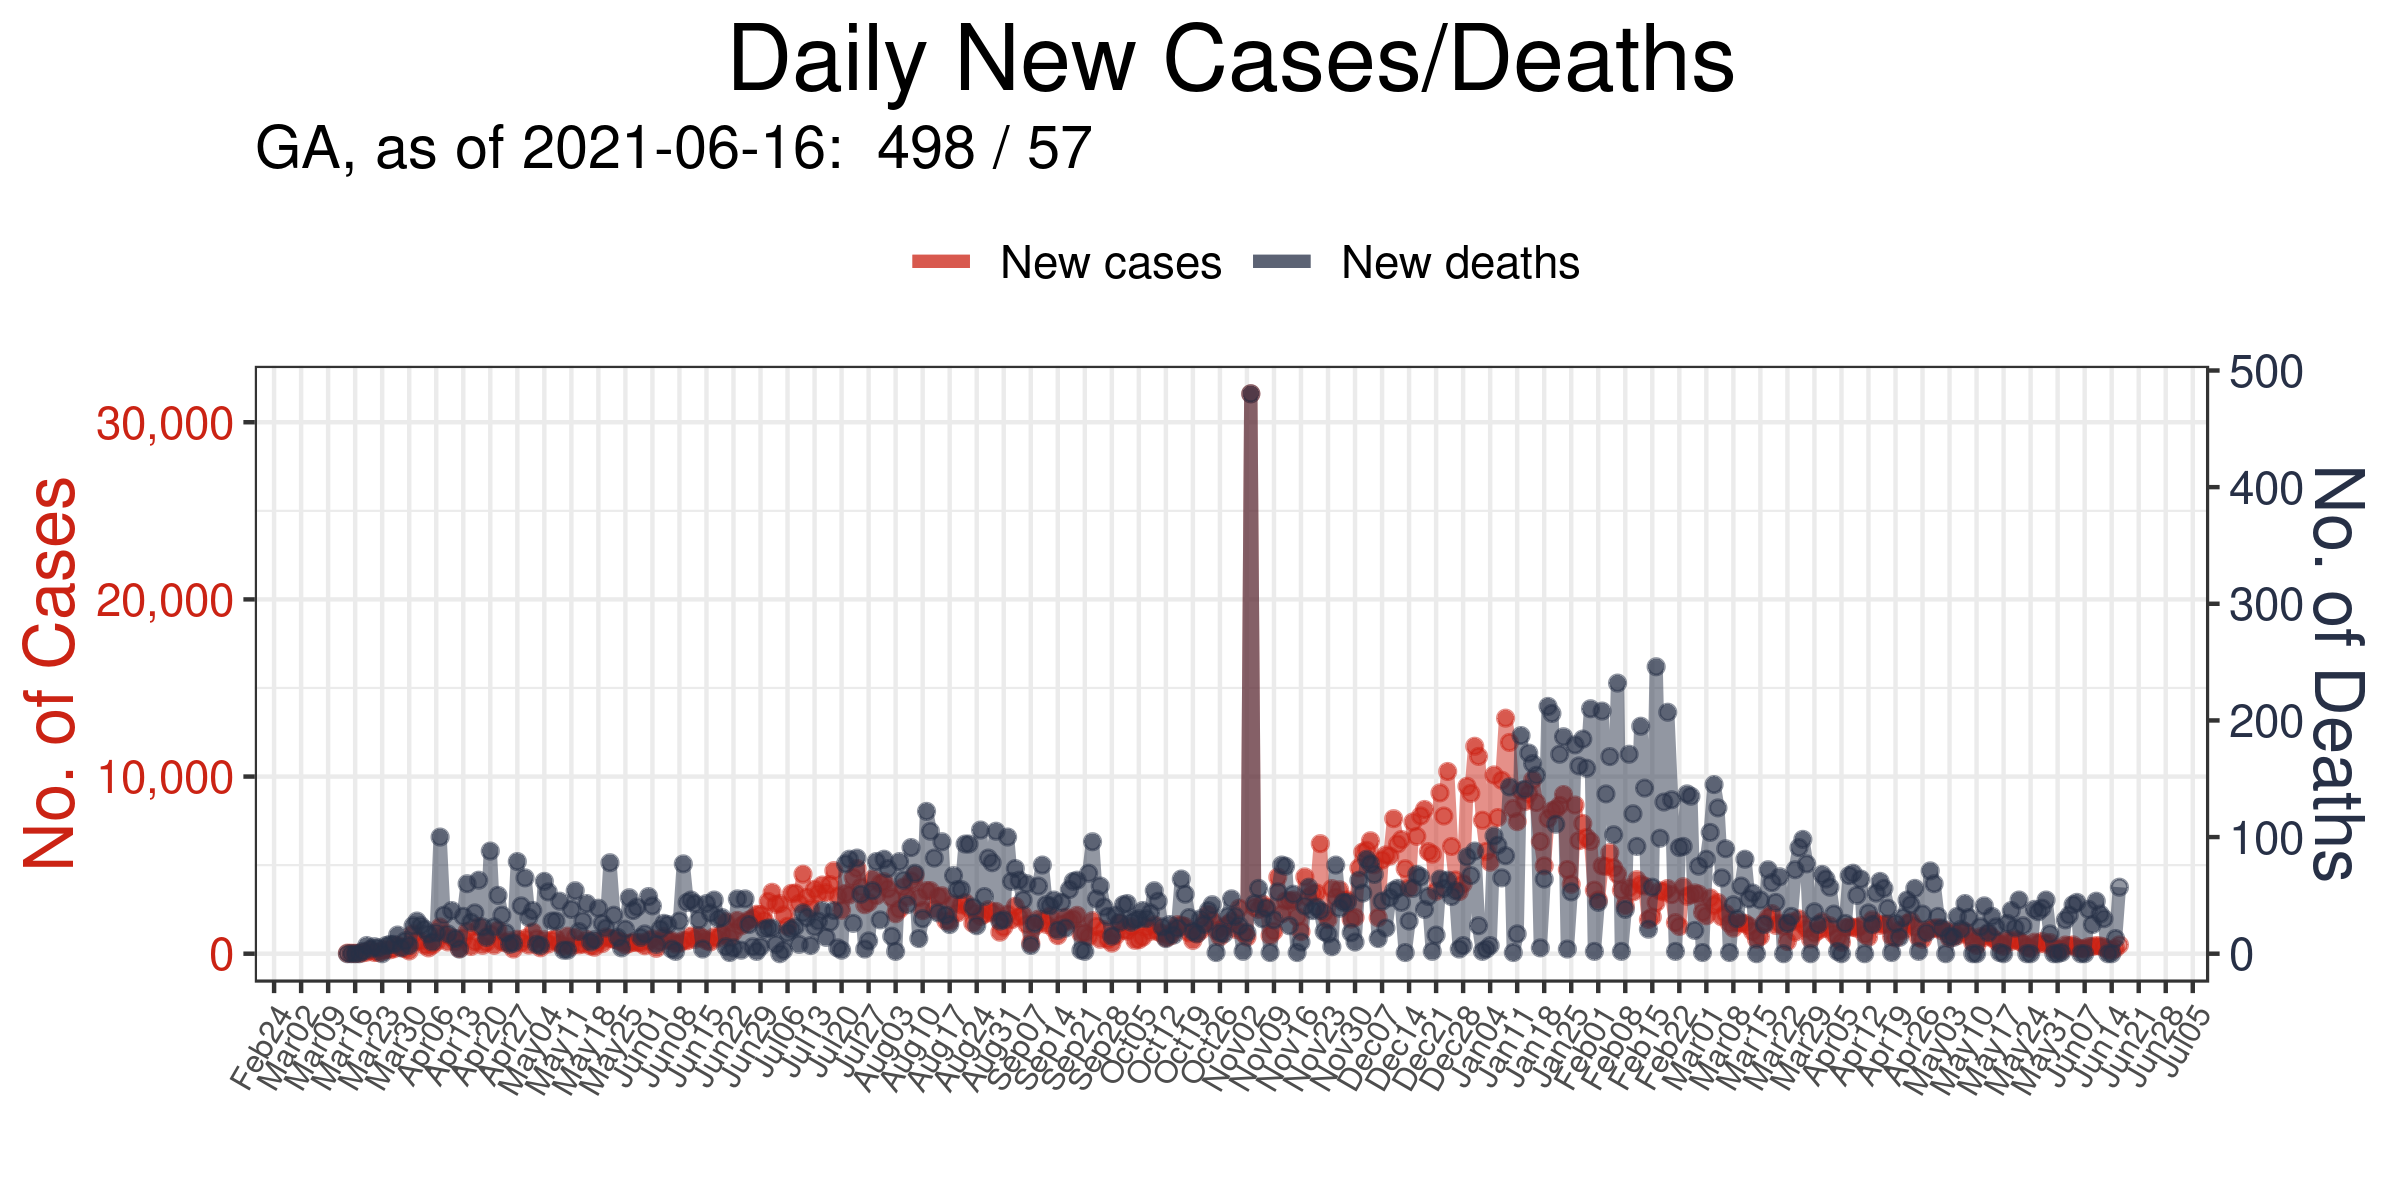 Daily New Cases/Deaths
GA, as of 2021-06-16:  498 / 57
New cases
New deaths
No. of Cases
30,000
20,000
10,000
0
500
400
300
200
100
0
No. of Deaths
Feb24
Mar02
Mar09
Mar16
Mar23
Mar30
Apr06
Apr13
Apr20
Apr27
May04
May11
May18
May25
Jun01
Jun08
Jun15
Jun22
Jun29
Jul06
Jul13
Jul20
Jul27
Aug03
Aug10
Aug17
Aug24
Aug31
Sep07
Sep14
Sep21
Sep28
Oct05
Oct12
Oct19
Oct26
Nov02
Nov09
Nov16
Nov23
Nov30
Dec07
Dec14
Dec21
Dec28
Jan04
Jan11
Jan18
Jan25
Feb01
Feb08
Feb15
Feb22
Mar01
Mar08
Mar15
Mar22
Mar29
Apr05
Apr12
Apr19
Apr26
May03
May10
May17
May24
May31
Jun07
Jun14
Jun21
Jun28
Jul05